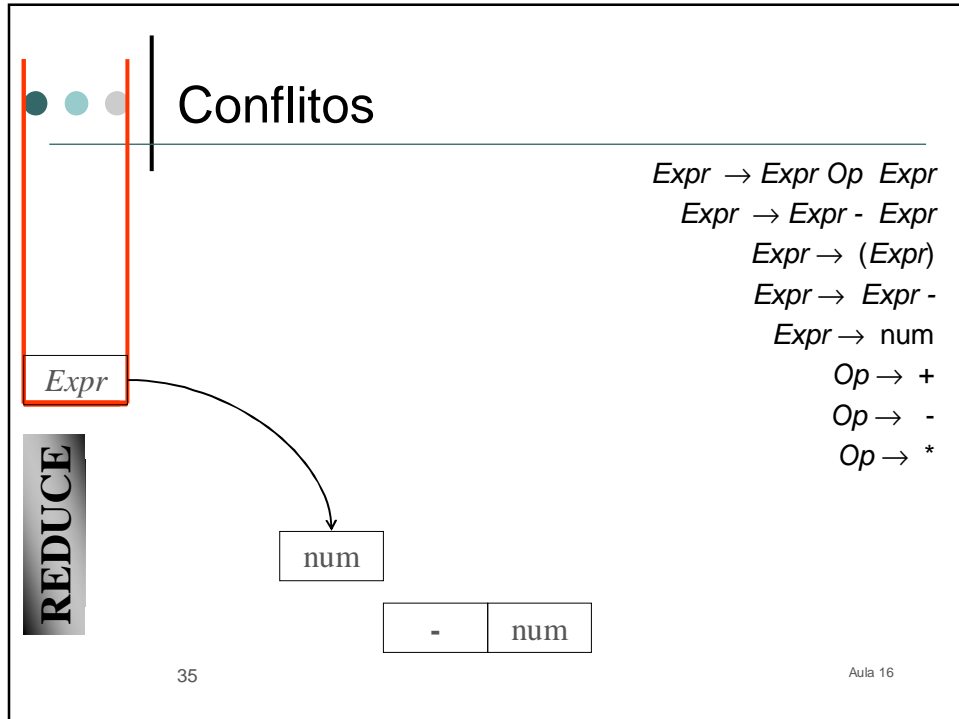 Conflitos
Expr → Expr Op Expr
Expr → Expr - Expr
Expr → (Expr)
Expr → Expr -
Expr → num
Op → +
Op → -
Op → *
Expr
REDUCE
num
- num
35
Aula 16